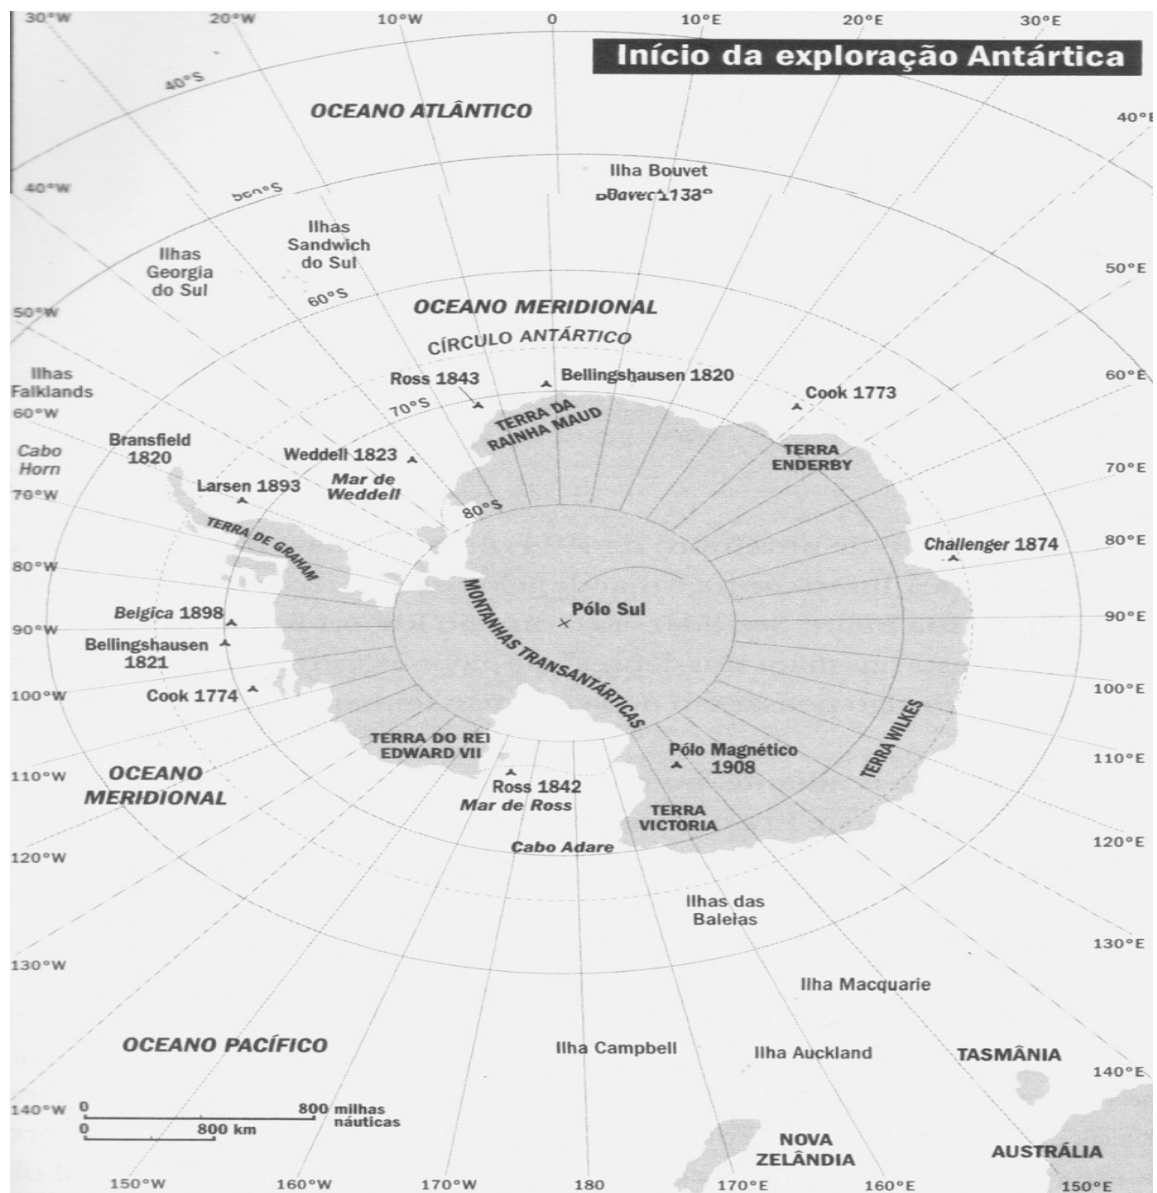 30°W
20°W
10°W
0
10°E
20°E
30°E
Início da exploração Antártica
40°S
OCEANO ATLÂNTICO
40°E
Ilha Bouvet
40°W
Ilhas
Sandwich
do Sul
Ilhas
Georgia
do Sul
50°E
60°S
OCEANO MERIDIONAL
50°W
CÍRCULO ANTÁRTICO
Ilhas
Falklands
Ross 1843
Bellingshausen 1820
Cook 1773
60°E
70°S
TERRA DA
RAINHA MAUD
60°W
Bransfield
1820
Cabo
Horn
Weddell 1823
Mar de
Weddell
TERRA
ENDERBY
70°E
Larsen 1893
70°W
80°S
TERRA DE GRAHAM
Challenger 1874
80°E
80°W
MONTANHAS TRANSANTÁRTICAS
Pólo Sul
Belgica 1898
90°E
90°W
Bellingshausen
1821
Cook 1774
100°W
100°E
TERRA WILKES
TERRA DO REI
EDWARD VII
Pólo Magnético
1908
110°E
110°W
OCEANO
MERIDIONAL
Ross 1842
Mar de Ross
TERRA
VICTORIA
Cabo Adare
120°E
120°W
Ilhas das
Baleias
130°E
130°W
Ilha Macquarie
OCEANO PACÍFICO
Ilha Campbell
Ilha Auckland
TASMÂNIA
140°E
140°W
0
800 milhas
náuticas
0
800 km
NOVA
ZELÂNDIA
AUSTRÁLIA
150°W
160°W
170°W
180
170°E
160°E
150°E